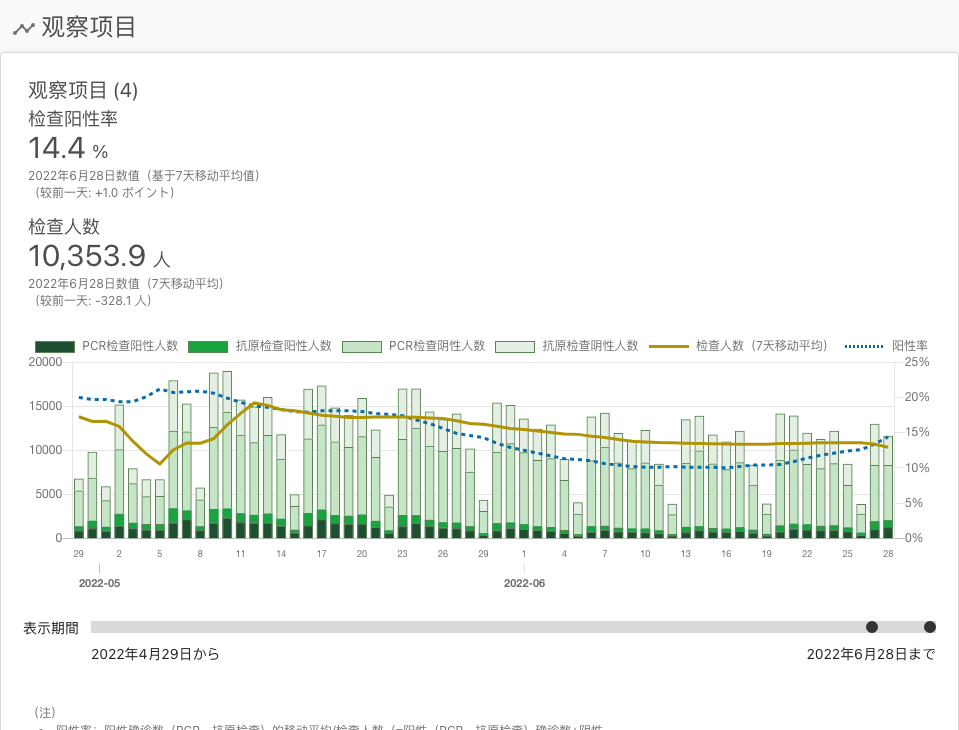 观察项目
观察项目 (4)
检查阳性率
14.4 %
2022年6月28日数值（基于7天移动平均值）
（较前一天: +1.0 ポイント）
检查人数
10,353.9 人
2022年6月28日数值（7天移动平均）
（较前一天: -328.1 人）
PCR检查阳性人数 抗原检查阳性人数 PCR检查阴性人数 抗原检查阴性人数 检查人数（7天移动平均） 阳性率
20000 25%
20%
15000
15%
10000
10%
5000
5%
0 0%
29 2 5 8 11 14 17 20 23 26 29 1 4 7 10 13 16 19 22 25 28
2022-05 2022-06
表示期間
2022年4月29日から 2022年6月28日まで
（注）